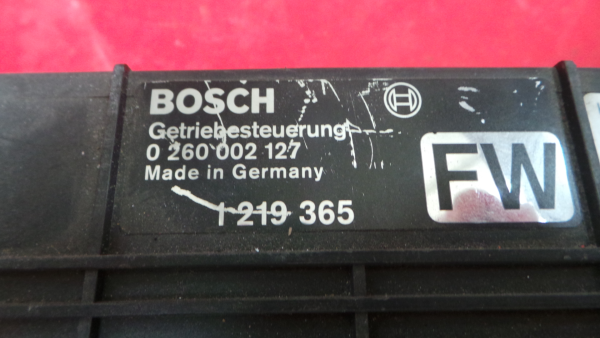 BOSCH
Getriebesteuerung
0 260 002 127
Made in Germany
1 219 365
FW